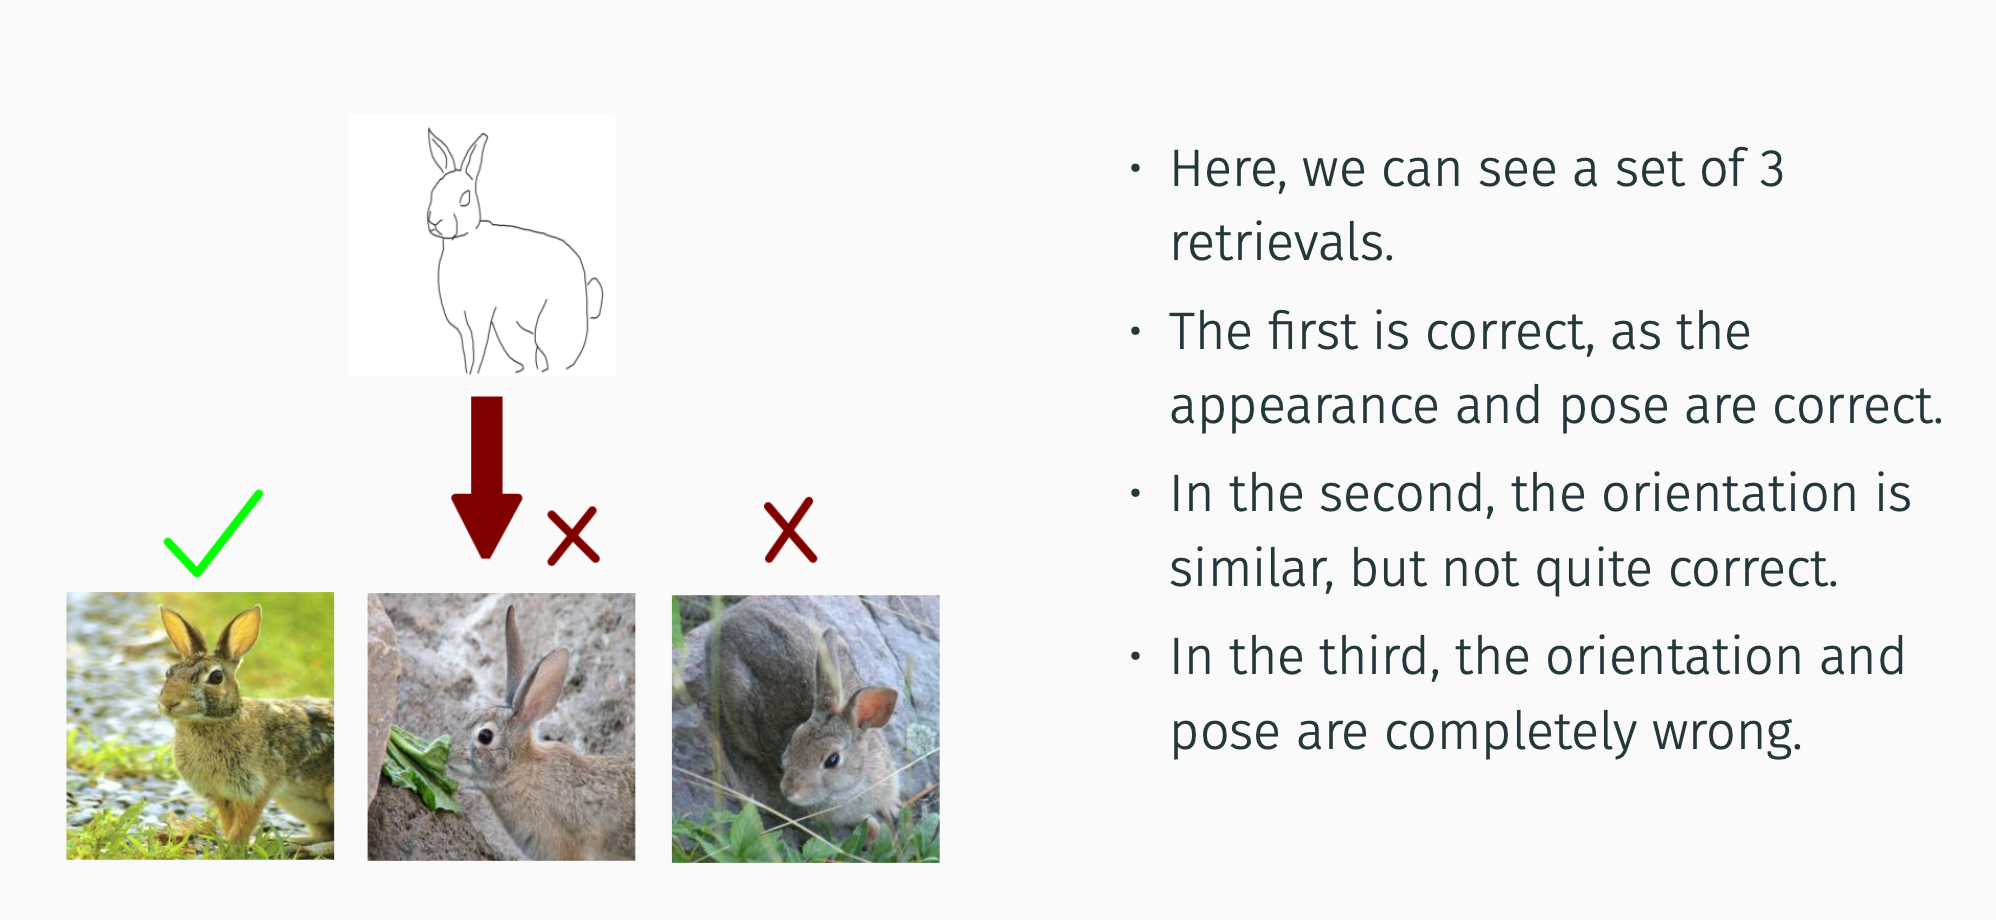 • Here, we can see a set of 3
retrievals.
• The first is correct, as the
appearance and pose are correct.
• In the second, the orientation is
similar, but not quite correct.
• In the third, the orientation and
pose are completely wrong.